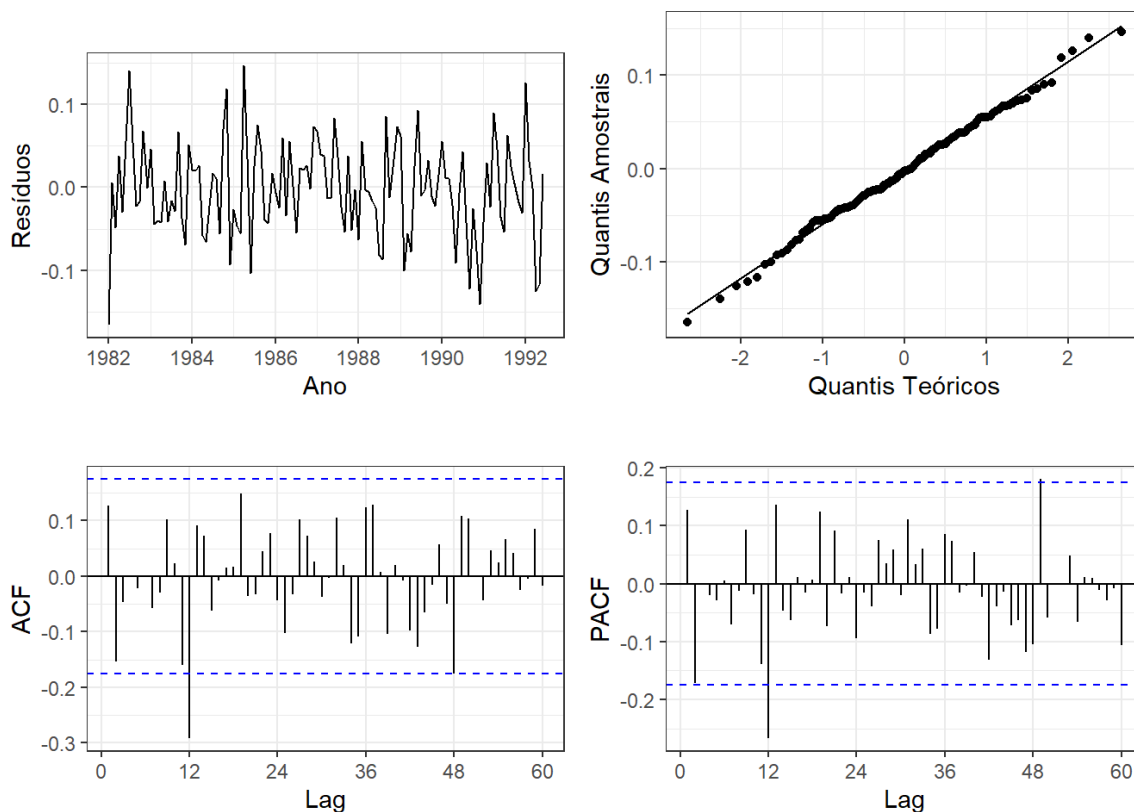 Resíduos
0.1
0.0
-0.1
1982 1984 1986 1988 1990 1992
Ano
Quantis Amostrais
0.1
0.0
-0.1
-2 -1 0 1 2
Quantis Teóricos
ACF
0.1
0.0
-0.1
-0.2
-0.3
0 12 24 36 48 60
Lag
PACF
0.2
0.1
0.0
-0.1
-0.2
0 12 24 36 48 60
Lag